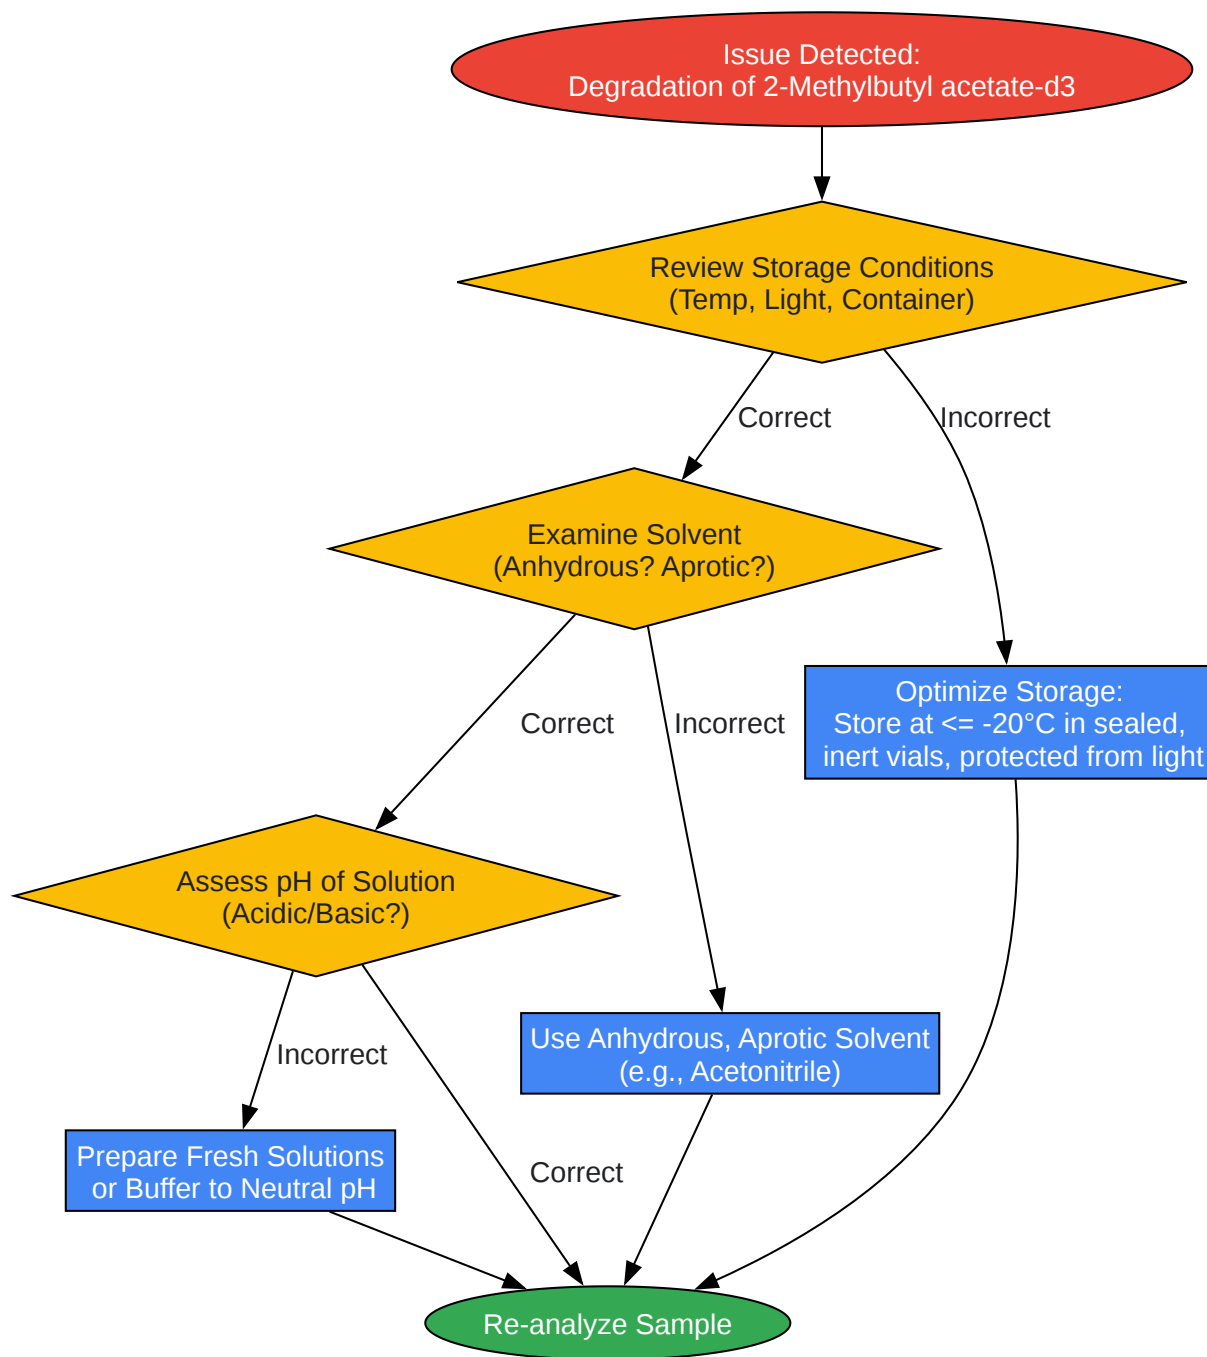 Issue Detected:
Degradation of 2-Methylbutyl acetate-d3
Review Storage Conditions
(Temp, Light, Container)
Correct
Incorrect
Examine Solvent
(Anhydrous? Aprotic?)
Correct
Incorrect
Optimize Storage:
Store at <= -20°C in sealed,
inert vials, protected from light
Assess pH of Solution
(Acidic/Basic?)
Incorrect
Correct
Use Anhydrous, Aprotic Solvent
(e.g., Acetonitrile)
Prepare Fresh Solutions
or Buffer to Neutral pH
Re-analyze Sample